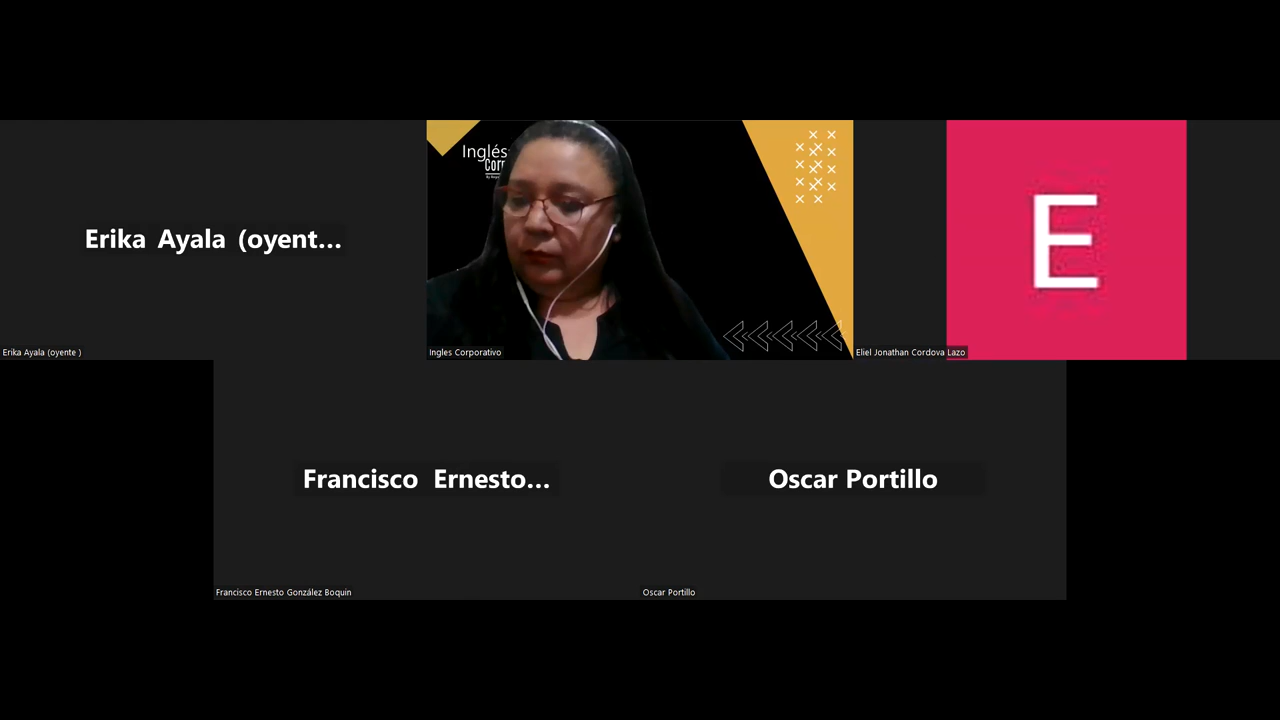 Erika Ayala (oyent...
Erika Ayala (oyente )
Inglés
Corp
Ingles Corporativo
E
Eliel Jonathan Cordova Lazo
Francisco Ernesto...
Francisco Ernesto González Boquin
Oscar Portillo
Oscar Portillo